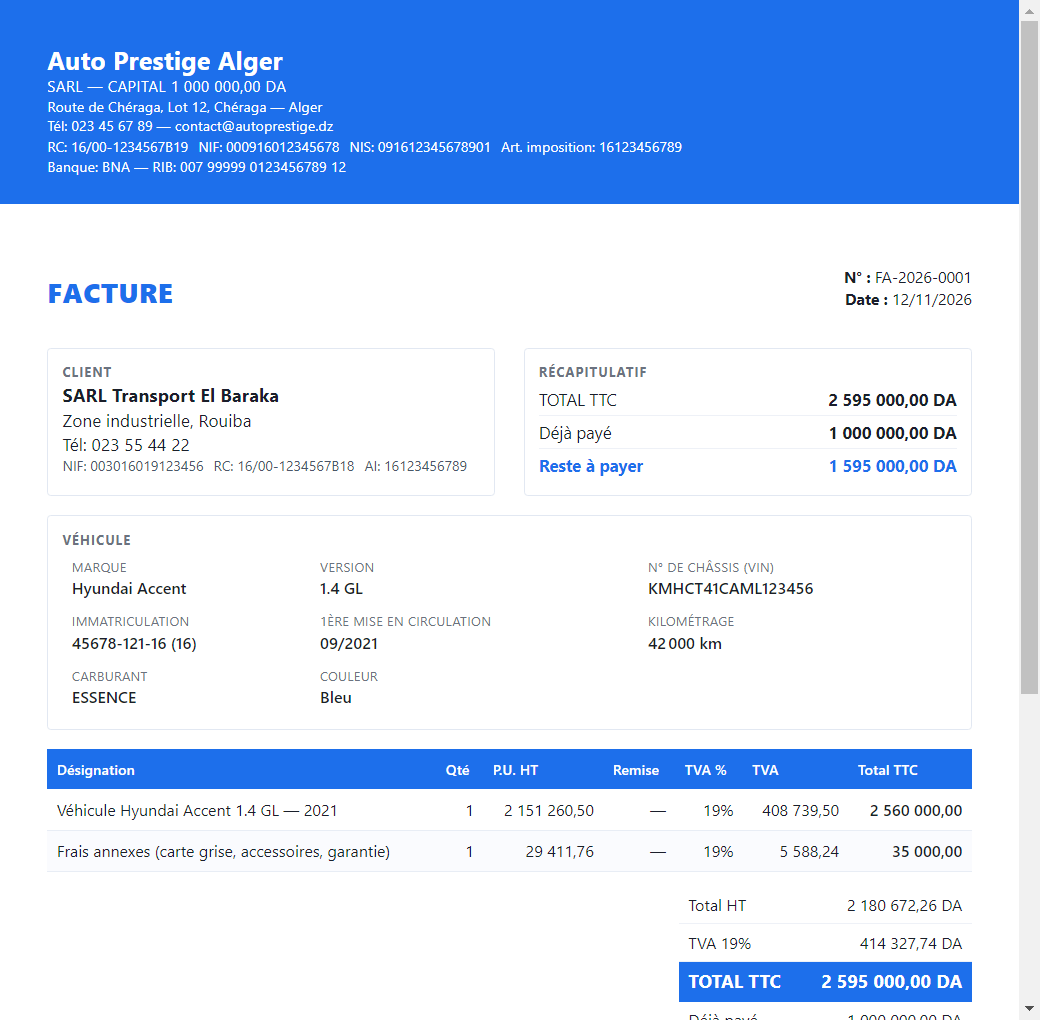 Auto Prestige Alger
SARL — CAPITAL 1 000 000,00 DA
Route de Chéraga, Lot 12, Chéraga — Alger
Tél: 023 45 67 89 — contact@autoprestige.dz
RC: 16/00-1234567B19 NIF: 000916012345678 NIS: 091612345678901 Art. imposition: 16123456789
Banque: BNA — RIB: 007 99999 0123456789 12
FACTURE
N° : FA-2026-0001
Date : 12/11/2026
CLIENT
SARL Transport El Baraka
Zone industrielle, Rouiba
Tél: 023 55 44 22
NIF: 003016019123456 RC: 16/00-1234567B18 AI: 16123456789
RÉCAPITULATIF
TOTAL TTC 2 595 000,00 DA
Déjà payé 1 000 000,00 DA
Reste à payer 1 595 000,00 DA
VÉHICULE
MARQUE VERSION N° DE CHÂSSIS (VIN)
Hyundai Accent 1.4 GL KMHCT41CAML123456
IMMATRICULATION 1ÈRE MISE EN CIRCULATION KILOMÉTRAGE
45678-121-16 (16) 09/2021 42 000 km
CARBURANT COULEUR
ESSENCE Bleu
Désignation Qté P.U. HT Remise TVA % TVA Total TTC
Véhicule Hyundai Accent 1.4 GL — 2021 1 2 151 260,50 — 19% 408 739,50 2 560 000,00
Frais annexes (carte grise, accessoires, garantie) 1 29 411,76 — 19% 5 588,24 35 000,00
Total HT 2 180 672,26 DA
TVA 19% 414 327,74 DA
TOTAL TTC 2 595 000,00 DA
Déjà payé 1 000 000,00 DA